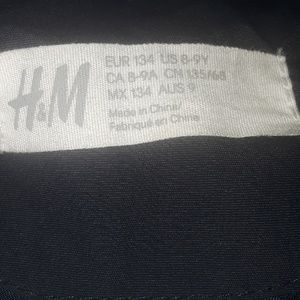 H&M
EUR 134 US 8-9Y
CA 8-9A CN 135/68
MX 134 AUS 9
Made in China/
Fabriqué en Chine